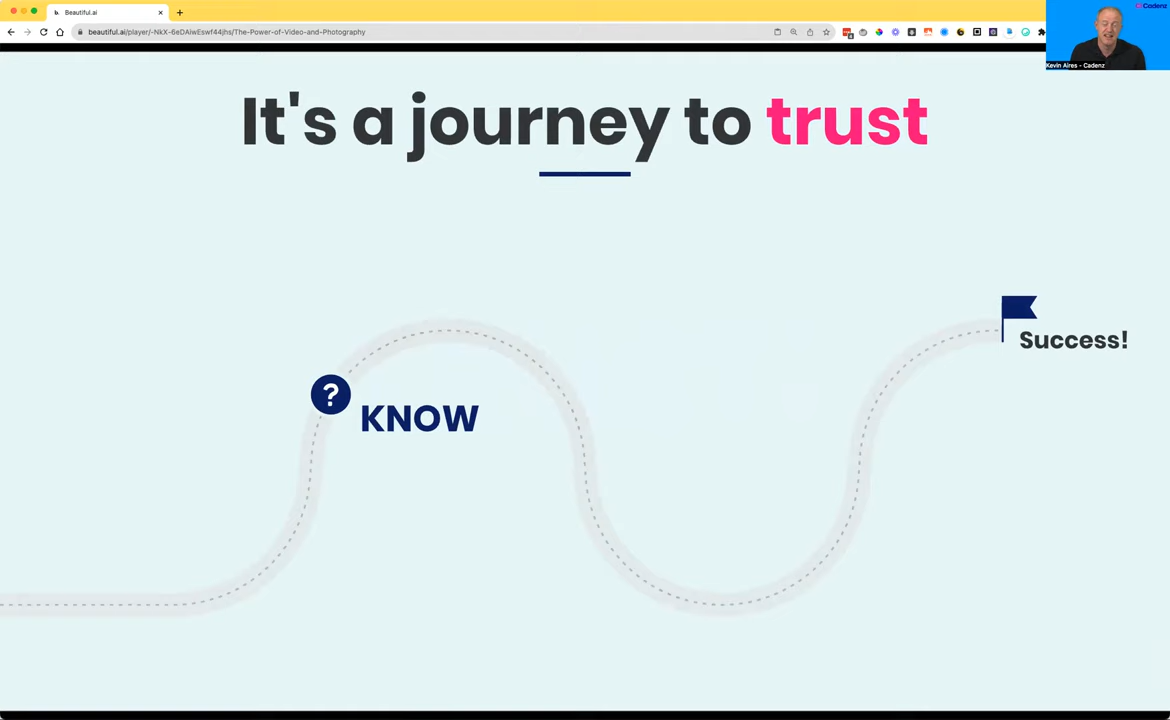 Beautiful.ai
beautiful.ai/player/-NkX-6eDAiwEswf44jhs/The-Power-of-Video-and-Photography
Cadenz
Kevin Aires - Cadenz
It's a journey to trust
Success!
?
KNOW